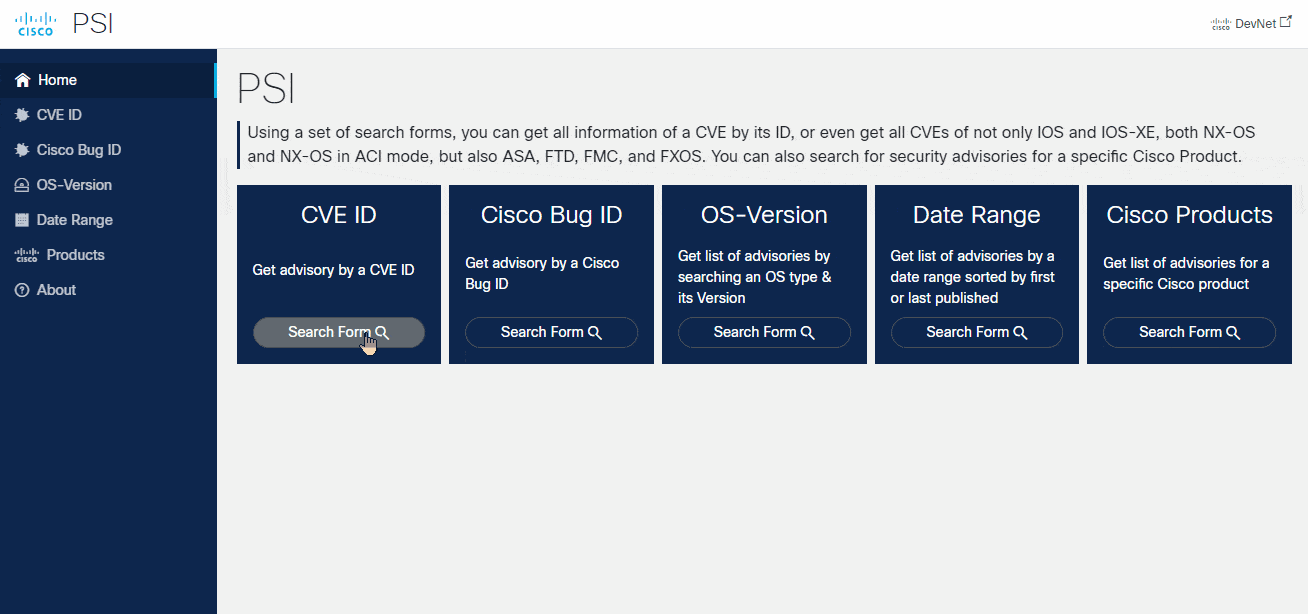 CISCO PSI
CISCO DevNet
Home
CVE ID
Cisco Bug ID
OS-Version
Date Range
CISCO Products
About
PSI
Using a set of search forms, you can get all information of a CVE by its ID, or even get all CVEs of not only IOS and IOS-XE, both NX-OS
and NX-OS in ACI mode, but also ASA, FTD, FMC, and FXOS. You can also search for security advisories for a specific Cisco Product.
CVE ID
Get advisory by a CVE ID
Search Form
Cisco Bug ID
Get advisory by a Cisco
Bug ID
Search Form
OS-Version
Get list of advisories by
searching an OS type &
its Version
Search Form
Date Range
Get list of advisories by a
date range sorted by first
or last published
Search Form
Cisco Products
Get list of advisories for a
specific Cisco product
Search Form